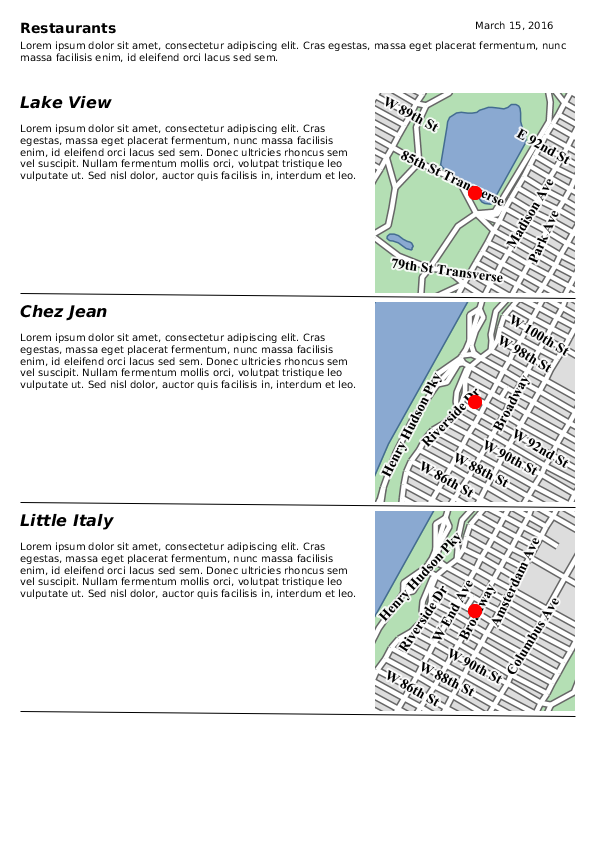 Restaurants
March 15, 2016
Lorem ipsum dolor sit amet, consectetur adipiscing elit. Cras egestas, massa eget placerat fermentum, nunc
massa facilisis enim, id eleifend orci lacus sed sem.
Lake View
Lorem ipsum dolor sit amet, consectetur adipiscing elit. Cras
egestas, massa eget placerat fermentum, nunc massa facilisis
enim, id eleifend orci lacus sed sem. Donec ultricies rhoncus sem
vel suscipit. Nullam fermentum mollis orci, volutpat tristique leo
vulputate ut. Sed nisl dolor, auctor quis facilisis in, interdum et leo.
W 89th St
E 92nd St
85th St Transverse
Madison Ave
Park Ave
79th St Transverse
Chez Jean
Lorem ipsum dolor sit amet, consectetur adipiscing elit. Cras
egestas, massa eget placerat fermentum, nunc massa facilisis
enim, id eleifend orci lacus sed sem. Donec ultricies rhoncus sem
vel suscipit. Nullam fermentum mollis orci, volutpat tristique leo
vulputate ut. Sed nisl dolor, auctor quis facilisis in, interdum et leo.
W 100th St
W 98th St
Henry Hudson Pky
Riverside Dr
Broadway
W 92nd St
W 90th St
W 88th St
W 86th St
Little Italy
Lorem ipsum dolor sit amet, consectetur adipiscing elit. Cras
egestas, massa eget placerat fermentum, nunc massa facilisis
enim, id eleifend orci lacus sed sem. Donec ultricies rhoncus sem
vel suscipit. Nullam fermentum mollis orci, volutpat tristique leo
vulputate ut. Sed nisl dolor, auctor quis facilisis in, interdum et leo.
Henry Hudson Pky
Riverside Dr
W End Ave
Broadway
Amsterdam Ave
Columbus Ave
W 90th St
W 88th St
W 86th St